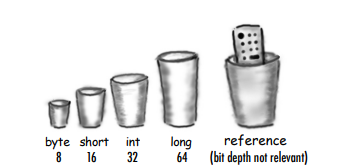 byte short int long reference
8 16 32 64 (bit depth not relevant)